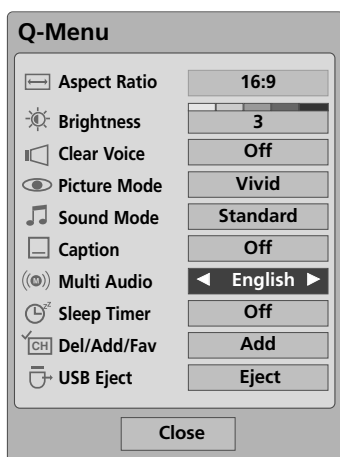 Q-Menu
Aspect Ratio 16:9
Brightness 3
Clear Voice Off
Picture Mode Vivid
Sound Mode Standard
Caption Off
Multi Audio ◀ English ▶
Sleep Timer Off
CH Del/Add/Fav Add
USB Eject Eject
Close